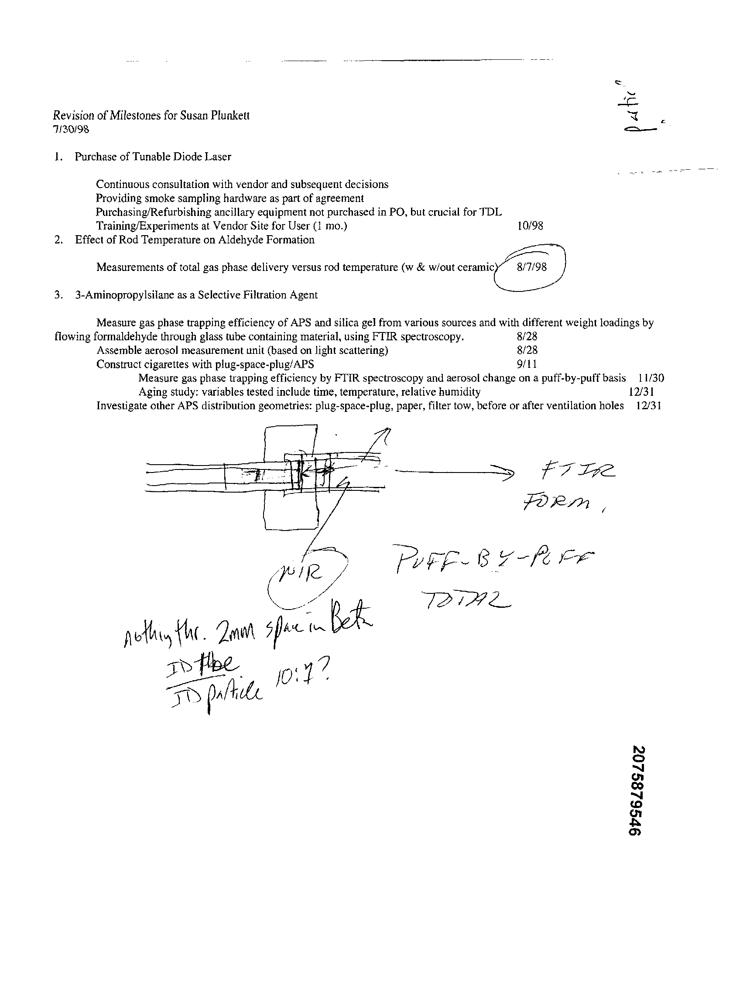 Revision of Milestones for Susan Plunkett
7/30/98
1. Purchase of Tunable Diode Laser
Continuous consultation with vendor and subsequent decisions
Providing smoke sampling hardware as part of agreement
Purchasing/Refurbishing ancillary equipment not purchased in PO, but crucial for TDL
Training/Experiments at Vendor Site for User (1 mo.) 10/98
2. Effect of Rod Temperature on Aldehyde Formation
Measurements of total gas phase delivery versus rod temperature (w & w/out ceramic) 8/7/98
3. 3-Aminopropylsilane as a Selective Filtration Agent
Measure gas phase trapping efficiency of APS and silica gel from various sources and with different weight loadings by
flowing formaldehyde through glass tube containing material, using FTIR spectroscopy. 8/28
Assemble aerosol measurement unit (based on light scattering) 8/28
Construct cigarettes with plug-space-plug/APS 9/11
Measure gas phase trapping efficiency by FTIR spectroscopy and aerosol change on a puff-by-puff basis 11/30
Aging study: variables tested include time, temperature, relative humidity 12/31
Investigate other APS distribution geometries: plug-space-plug, paper, filter tow, before or after ventilation holes 12/31
FTIR
FORM,
NIR
PUFF-BY-PUFF
TOTAL
nothing thr. 2mm space in
ID tube
ID particle 10:1?
2075879546